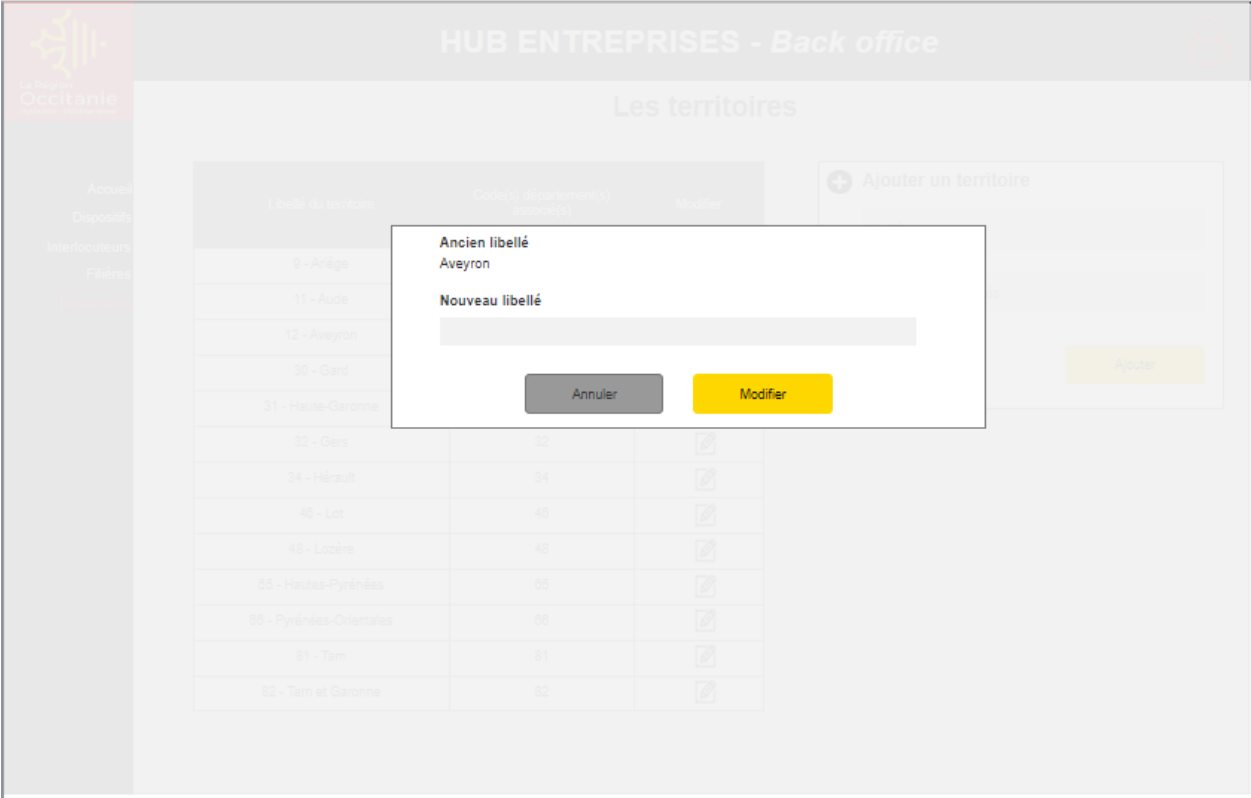 HUB ENTREPRISES - Back office
La Région
Occitanie
Les territoires
Accueil
Dispositifs
Interlocuteurs
Filières
Libellé du territoire
Code(s) département(s)
associé(s)
Modifier
9 - Ariège
11 - Aude
12 - Aveyron
30 - Gard
31 - Haute-Garonne
32 - Gers 32
34 - Hérault 34
46 - Lot 46
48 - Lozère 48
65 - Hautes-Pyrénées 65
66 - Pyrénées-Orientales 66
81 - Tarn 81
82 - Tarn et Garonne 82
Ajouter un territoire
Ajouter
Ancien libellé
Aveyron
Nouveau libellé
Annuler
Modifier